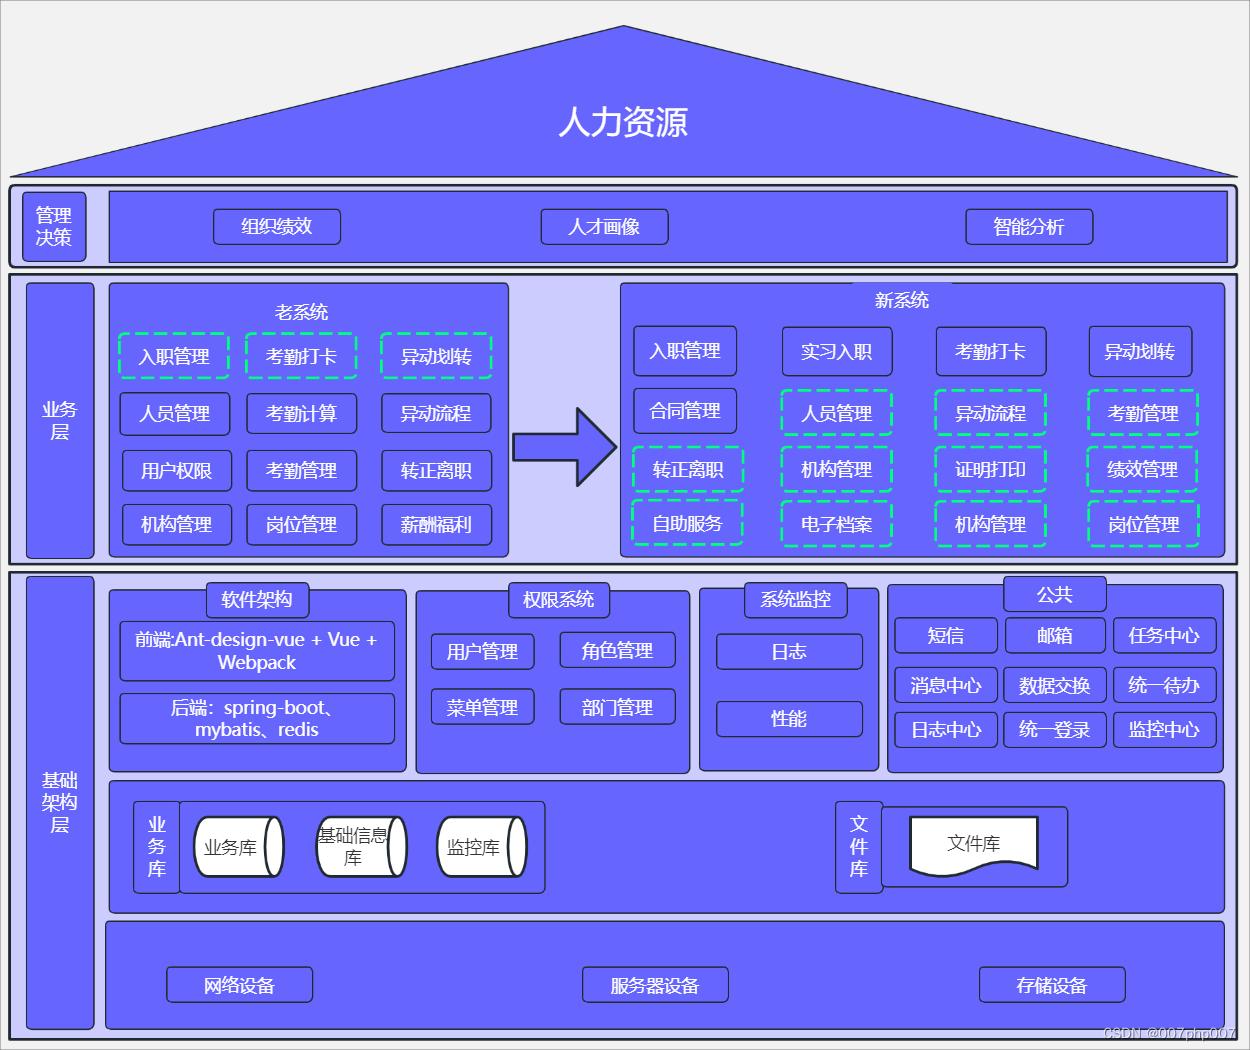 人力资源
管理
决策
组织绩效
人才画像
智能分析
业务
层
老系统
入职管理
考勤打卡
异动划转
人员管理
考勤计算
异动流程
用户权限
考勤管理
转正离职
机构管理
岗位管理
薪酬福利
新系统
入职管理
实习入职
考勤打卡
异动划转
合同管理
人员管理
异动流程
考勤管理
转正离职
机构管理
证明打印
绩效管理
自助服务
电子档案
机构管理
岗位管理
基础
架构
层
软件架构
前端:Ant-design-vue + Vue +
Webpack
后端：spring-boot、
mybatis、redis
权限系统
用户管理
角色管理
菜单管理
部门管理
系统监控
日志
性能
公共
短信
邮箱
任务中心
消息中心
数据交换
统一待办
日志中心
统一登录
监控中心
业
务
库
业务库
基础信息
库
监控库
文
件
库
文件库
网络设备
服务器设备
存储设备
CSDN @007php007